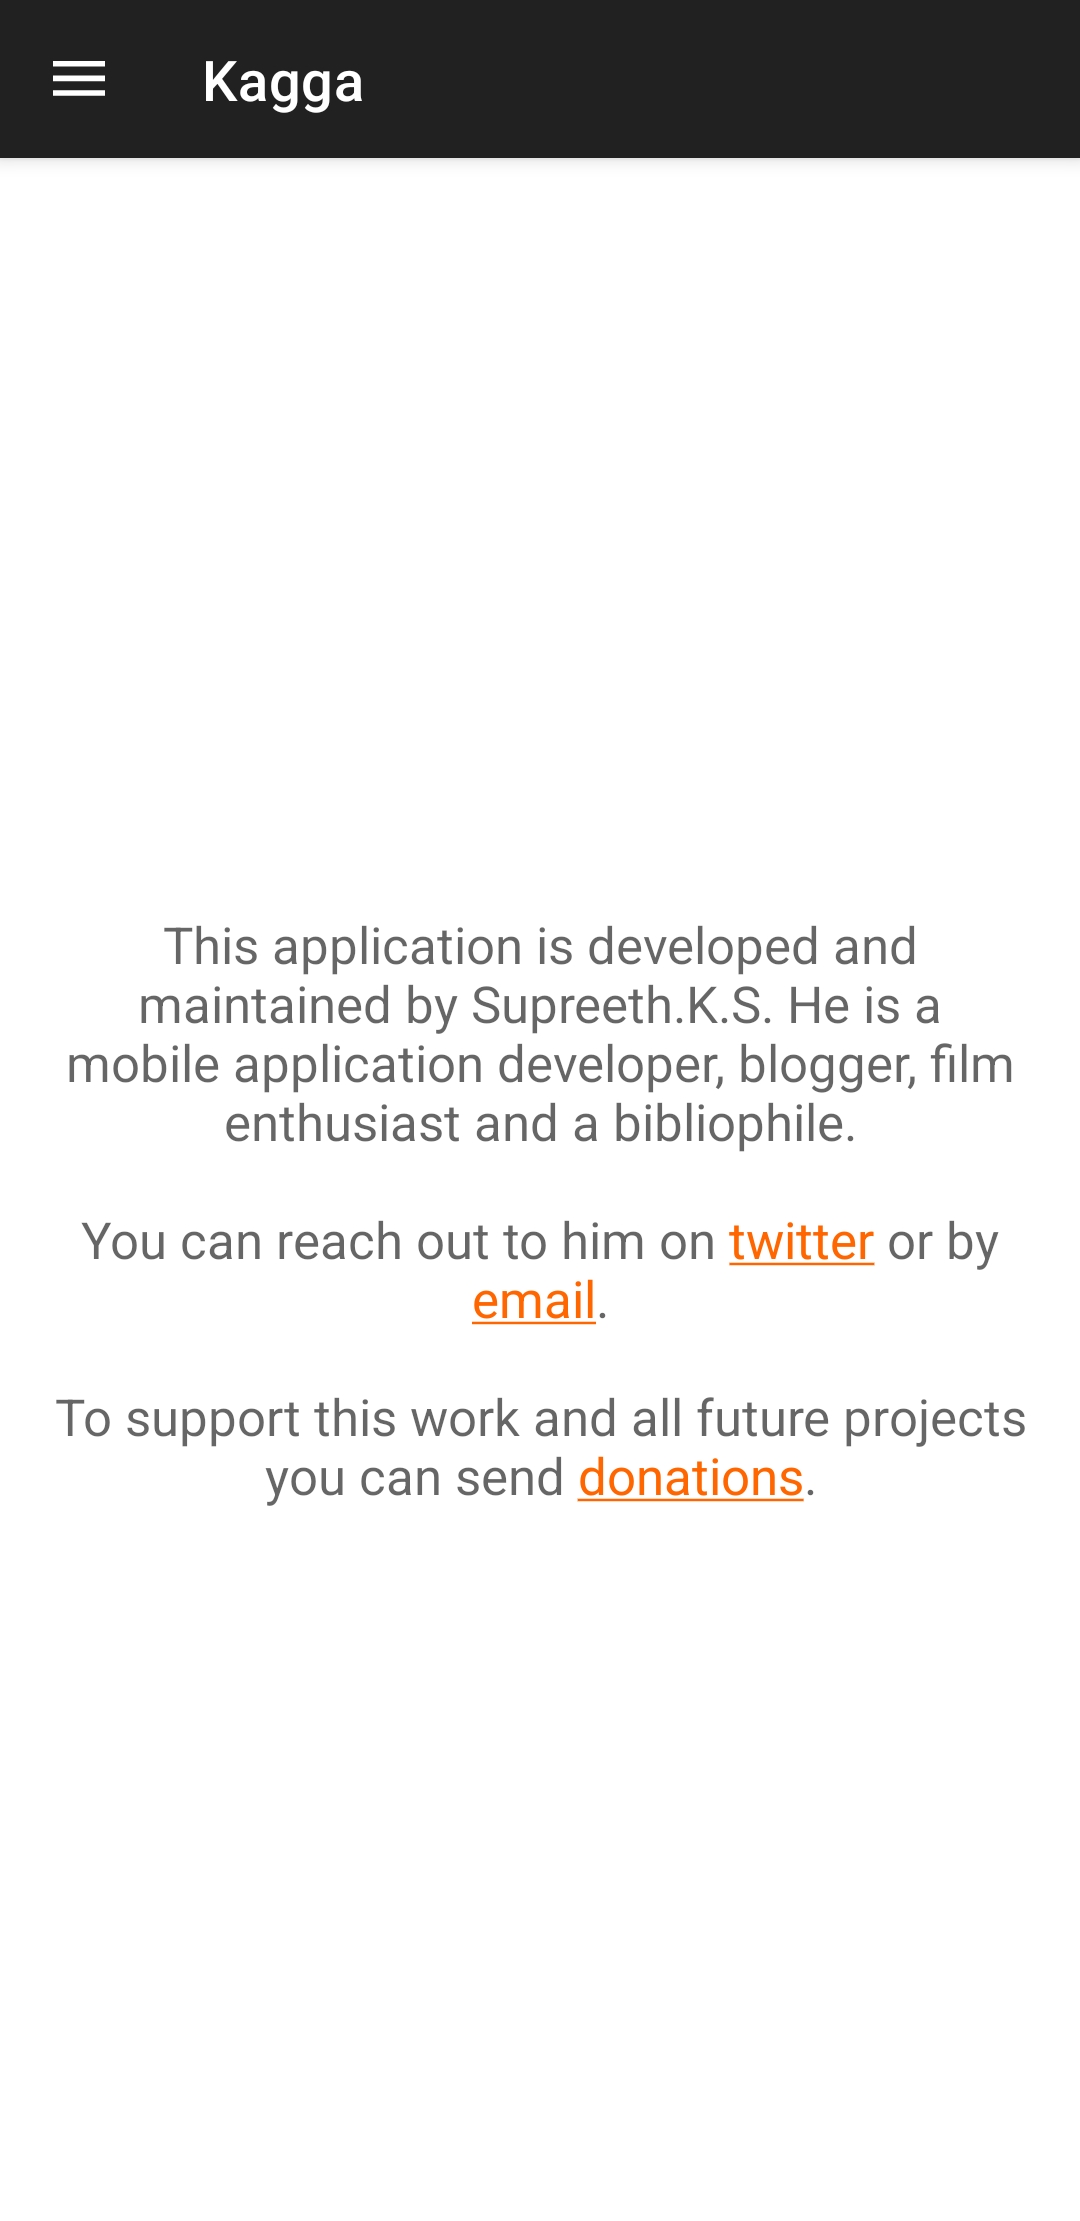 Kagga
This application is developed and
maintained by Supreeth.K.S. He is a
mobile application developer, blogger, film
enthusiast and a bibliophile.
You can reach out to him on twitter or by
email.
To support this work and all future projects
you can send donations.